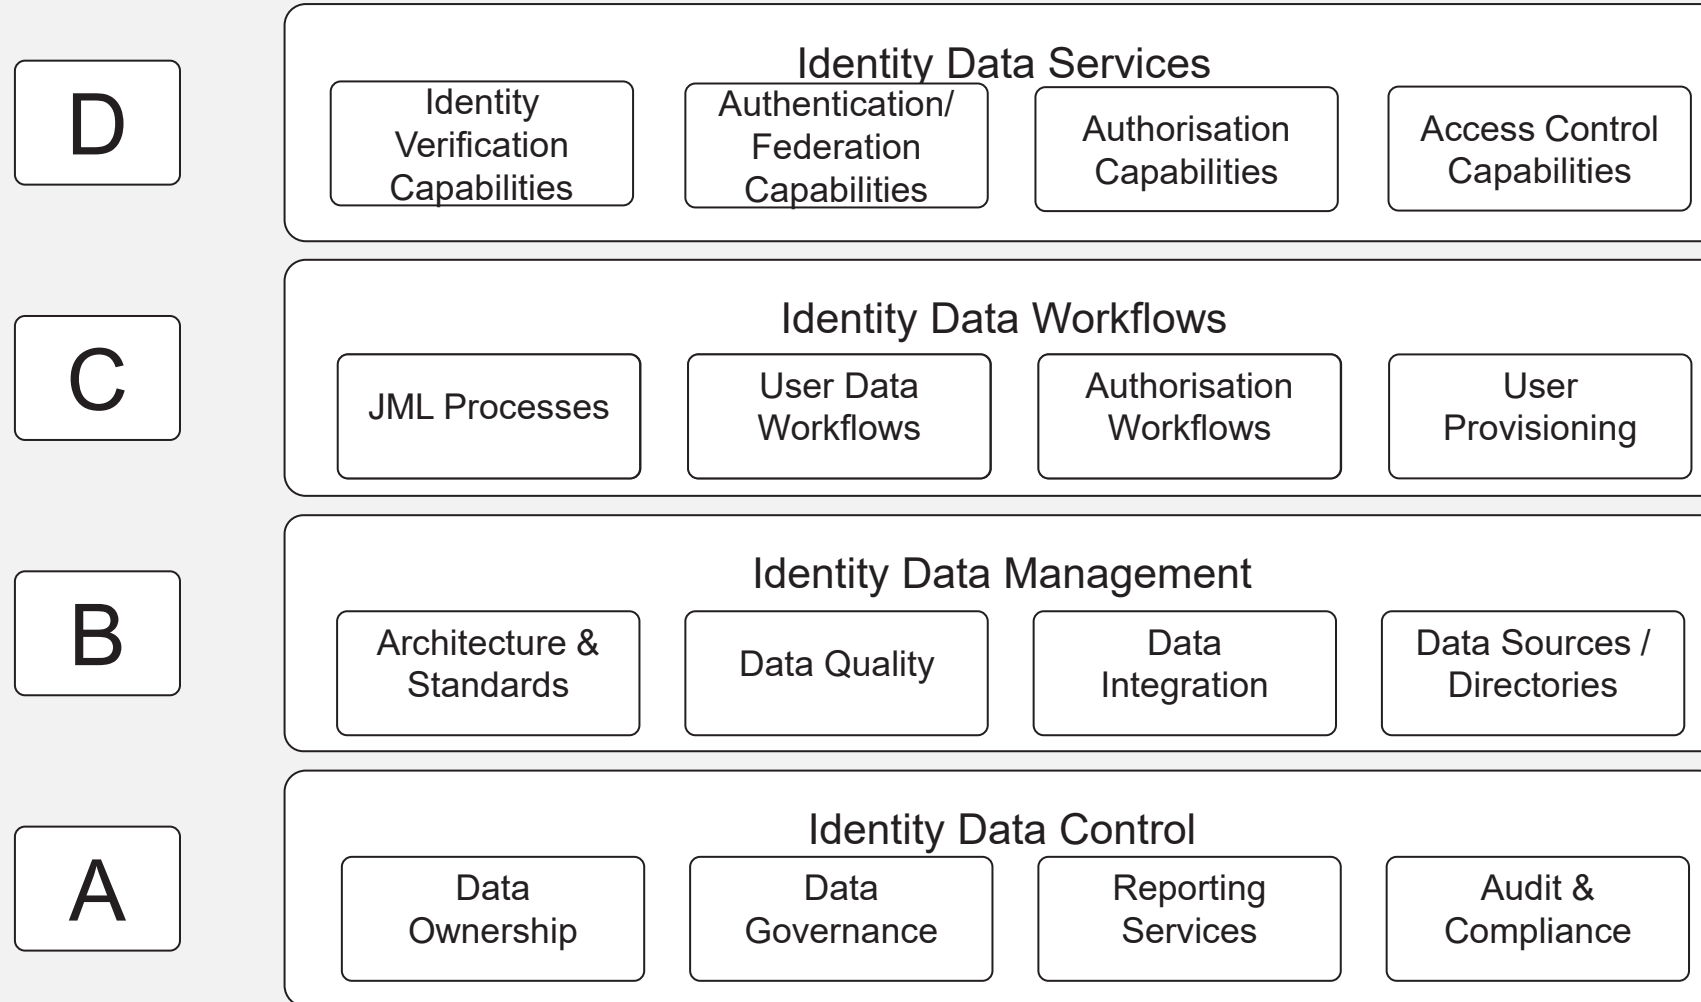 D
Identity Data Services
Identity
Verification
Capabilities
Authentication/
Federation
Capabilities
Authorisation
Capabilities
Access Control
Capabilities
C
Identity Data Workflows
JML Processes
User Data
Workflows
Authorisation
Workflows
User
Provisioning
B
Identity Data Management
Architecture &
Standards
Data Quality
Data
Integration
Data Sources /
Directories
A
Identity Data Control
Data
Ownership
Data
Governance
Reporting
Services
Audit &
Compliance